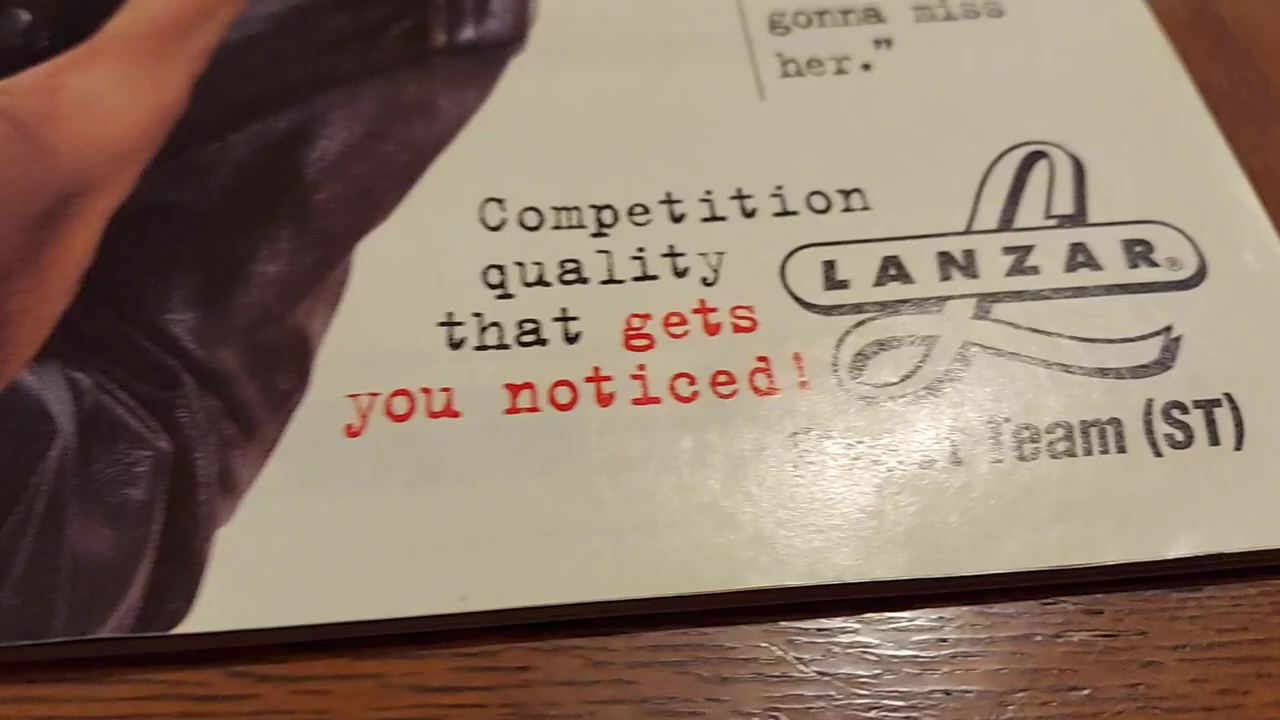 gonna miss
her."
Competition
quality
that gets
you noticed!
LANZAR®
Team (ST)